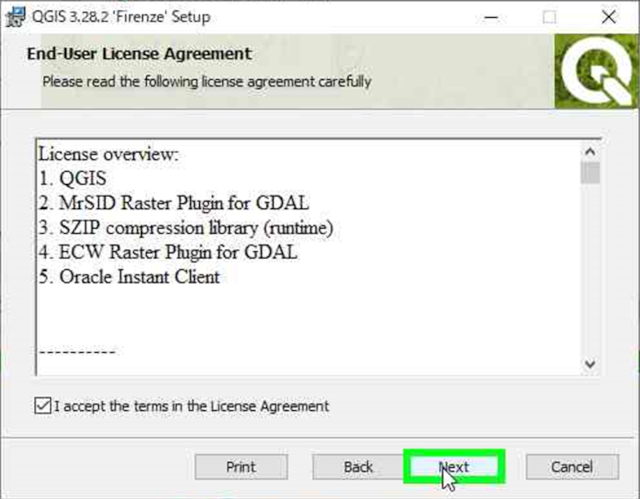 QGIS 3.28.2 'Firenze' Setup
End-User License Agreement
Please read the following license agreement carefully
License overview:
1. QGIS
2. MrSID Raster Plugin for GDAL
3. SZIP compression library (runtime)
4. ECW Raster Plugin for GDAL
5. Oracle Instant Client
----------
I accept the terms in the License Agreement
Print Back Next Cancel